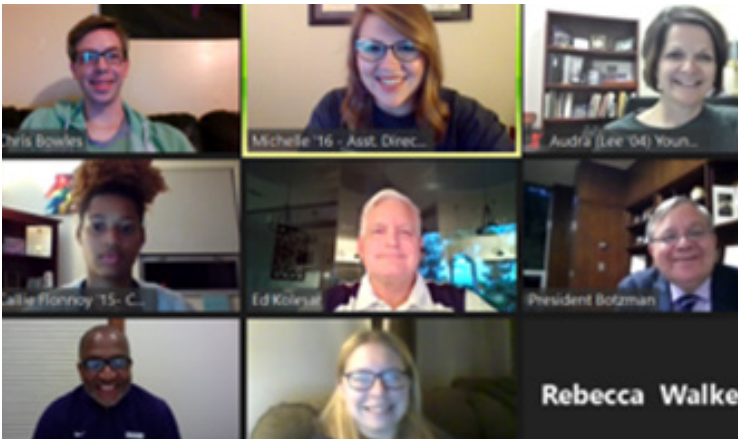 Chris Bowles
Michelle '16 - Asst. Direc...
Audra (Lee '04) Youn...
Callie Flonnoy '15- C...
Ed Kolesar
President Botzman
Rebecca Walke